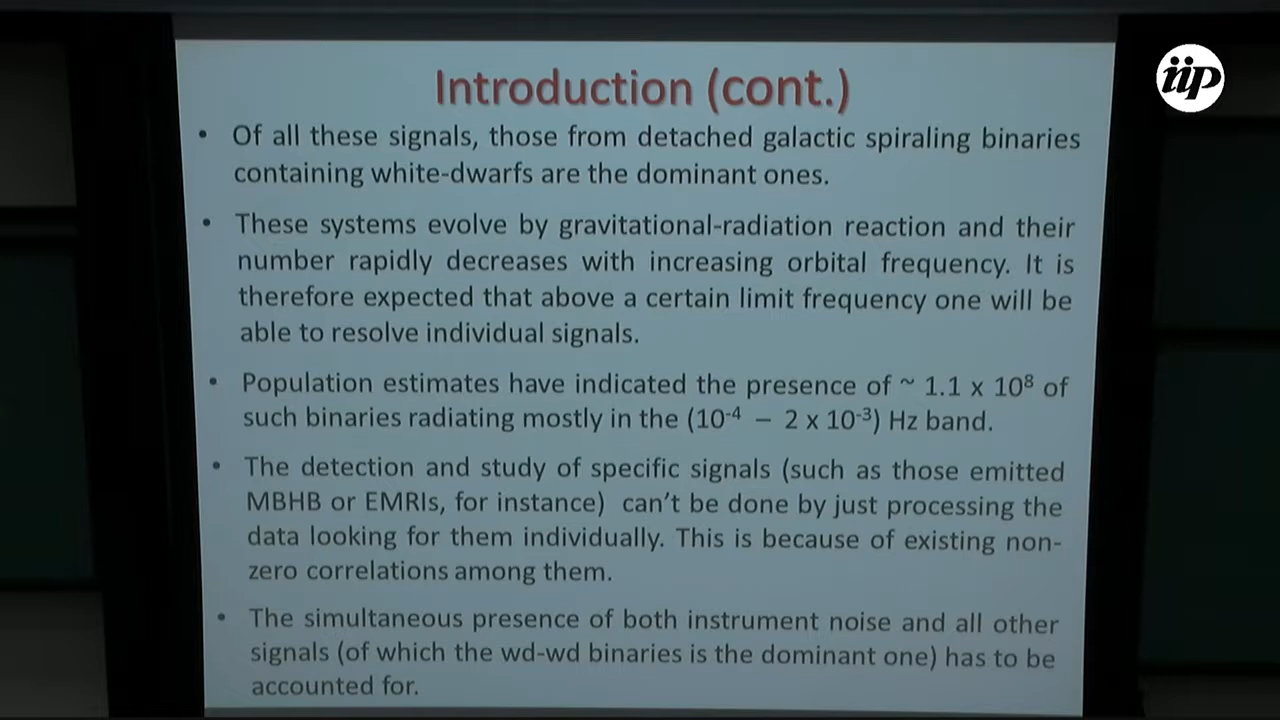 iip
Introduction (cont.)
• Of all these signals, those from detached galactic spiraling binaries
containing white-dwarfs are the dominant ones.
• These systems evolve by gravitational-radiation reaction and their
number rapidly decreases with increasing orbital frequency. It is
therefore expected that above a certain limit frequency one will be
able to resolve individual signals.
• Population estimates have indicated the presence of ~ 1.1 x 10⁸ of
such binaries radiating mostly in the (10⁻⁴ – 2 x 10⁻³) Hz band.
• The detection and study of specific signals (such as those emitted
MBHB or EMRIs, for instance) can't be done by just processing the
data looking for them individually. This is because of existing non-
zero correlations among them.
• The simultaneous presence of both instrument noise and all other
signals (of which the wd-wd binaries is the dominant one) has to be
accounted for.